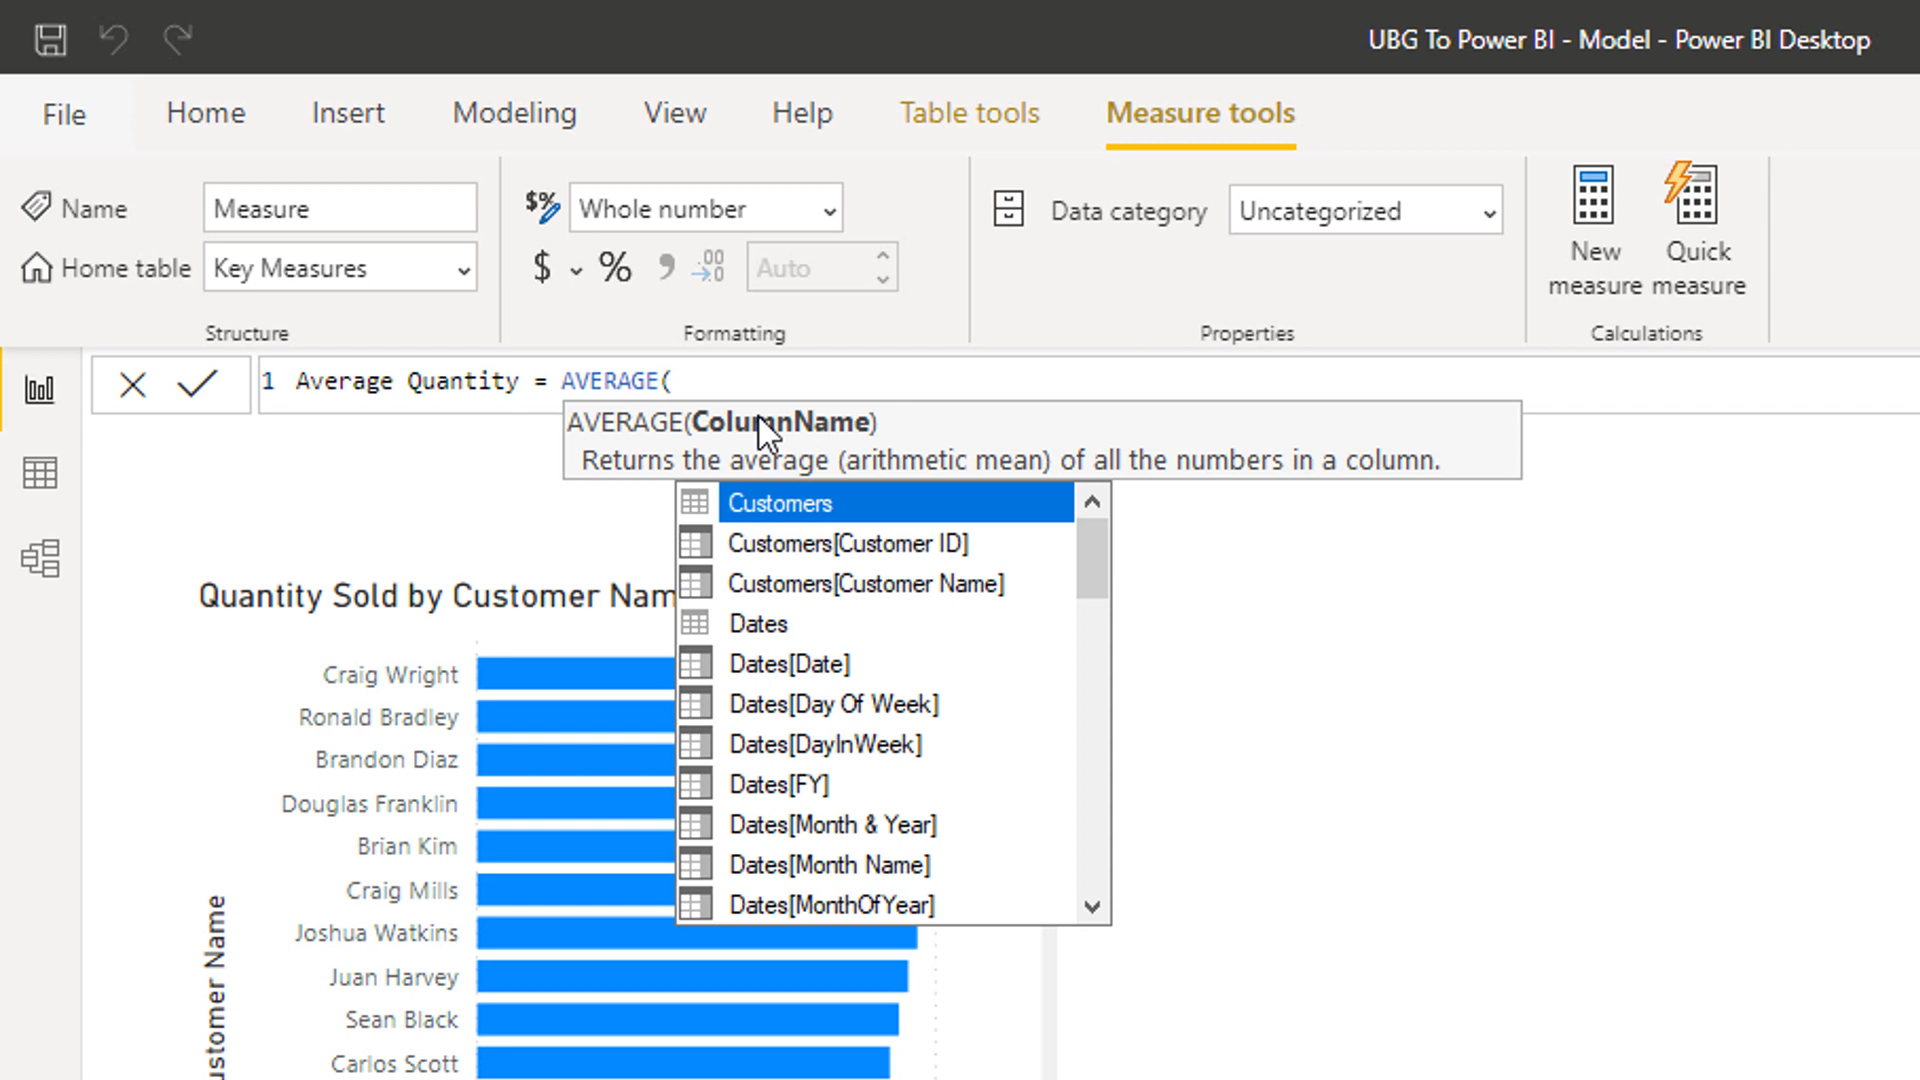 UBG To Power BI - Model - Power BI Desktop
File Home Insert Modeling View Help Table tools Measure tools
Name Measure
Home table Key Measures
Structure
$% Whole number
$ % , .00 Auto
Formatting
Data category Uncategorized
Properties
New measure
Quick measure
Calculations
1 Average Quantity = AVERAGE(
AVERAGE(ColumnName)
Returns the average (arithmetic mean) of all the numbers in a column.
Customers
Customers[Customer ID]
Customers[Customer Name]
Dates
Dates[Date]
Dates[Day Of Week]
Dates[DayInWeek]
Dates[FY]
Dates[Month & Year]
Dates[Month Name]
Dates[MonthOfYear]
Quantity Sold by Customer Nam
Craig Wright
Ronald Bradley
Brandon Diaz
Douglas Franklin
Brian Kim
Craig Mills
Joshua Watkins
Juan Harvey
Sean Black
Carlos Scott
ustomer Name